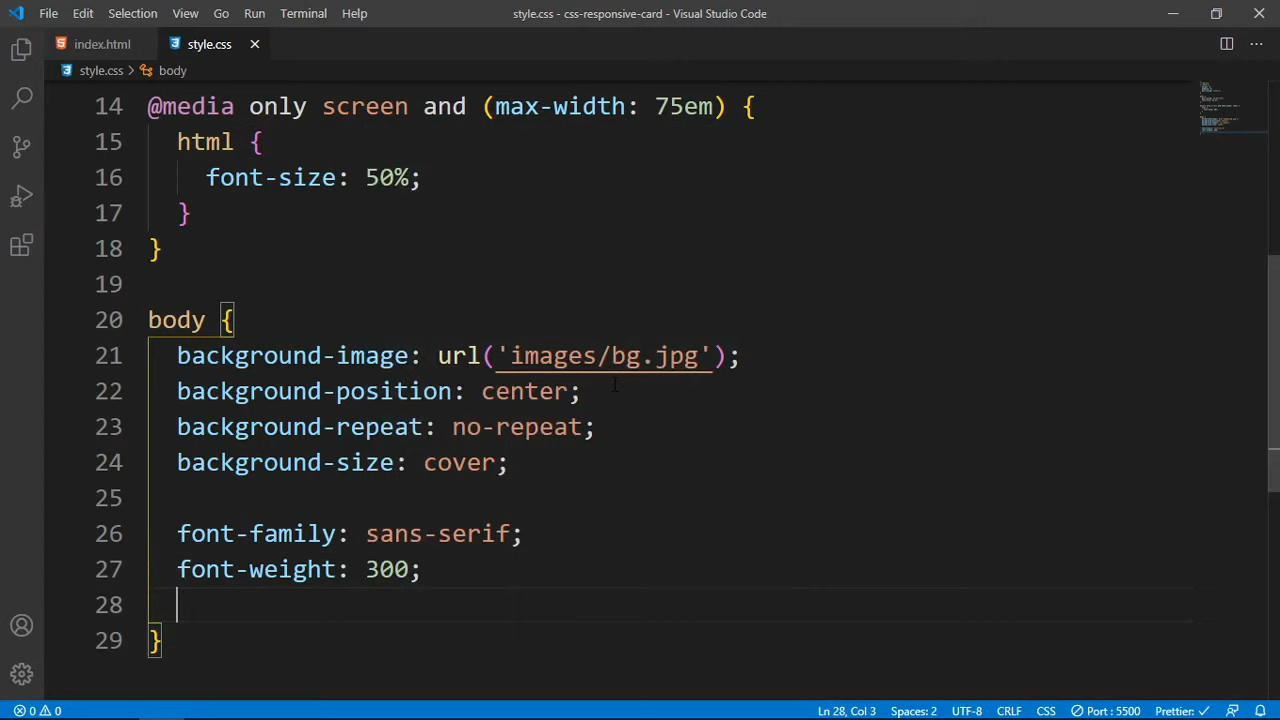 File Edit Selection View Go Run Terminal Help style.css - css-responsive-card - Visual Studio Code
index.html style.css
style.css > body
14 @media only screen and (max-width: 75em) {
15 html {
16 font-size: 50%;
17 }
18 }
19
20 body {
21 background-image: url('images/bg.jpg');
22 background-position: center;
23 background-repeat: no-repeat;
24 background-size: cover;
25
26 font-family: sans-serif;
27 font-weight: 300;
28
29 }
0 0 Ln 28, Col 3 Spaces: 2 UTF-8 CRLF CSS Port : 5500 Prettier: ✓